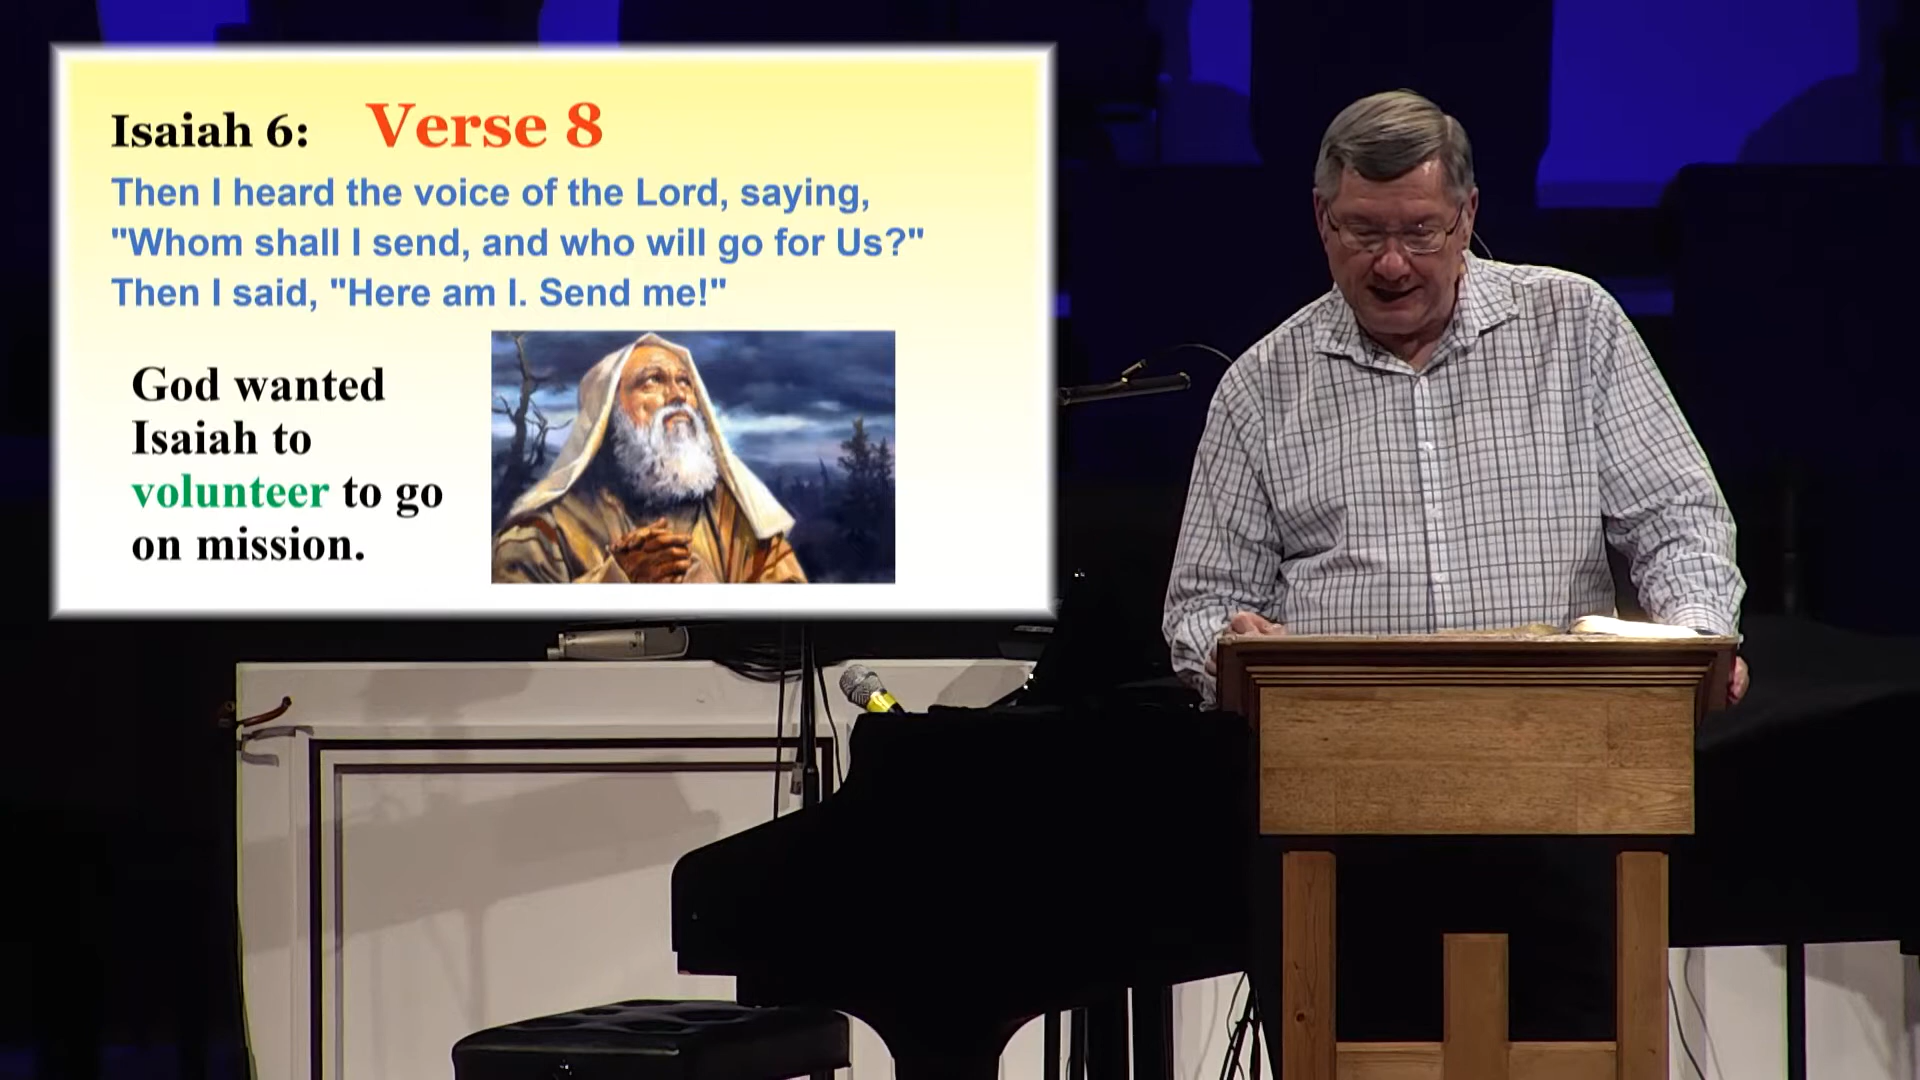 Isaiah 6: Verse 8
Then I heard the voice of the Lord, saying,
"Whom shall I send, and who will go for Us?"
Then I said, "Here am I. Send me!"
God wanted
Isaiah to
volunteer to go
on mission.